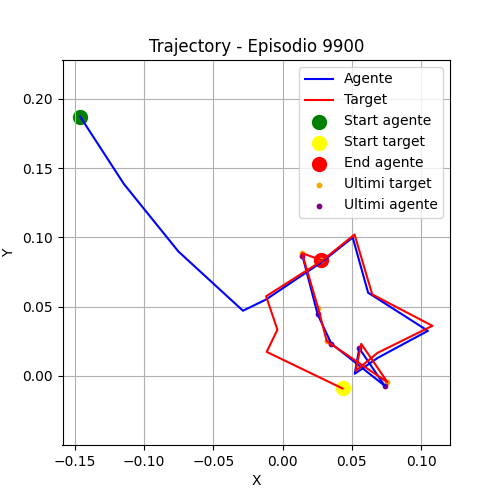 Trajectory - Episodio 9900
Agente
Target
Start agente
Start target
End agente
Ultimi target
Ultimi agente
Y
0.20
0.15
0.10
0.05
0.00
−0.15
−0.10
−0.05
0.00
0.05
0.10
X